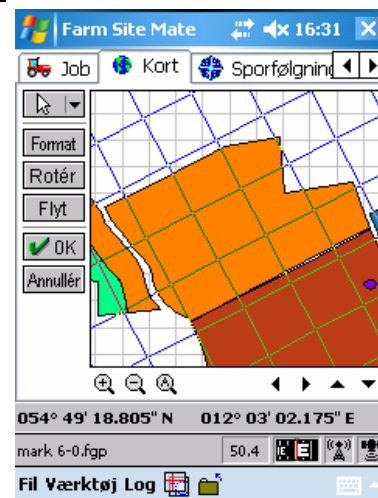 Farm Site Mate 16:31
Job Kort Sporfølgning
Format
Rotér
Flyt
OK
Annullér
054° 49' 18.805" N 012° 03' 02.175" E
mark 6-0.fgp 50.4
Fil Værktøj Log